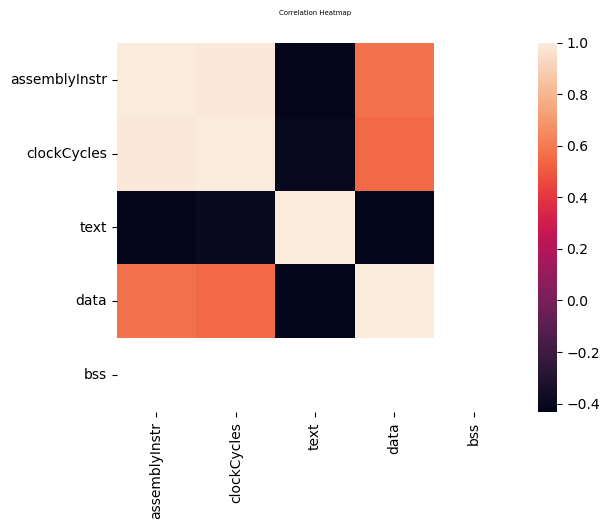 Correlation Heatmap
assemblyInstr
clockCycles
text
data
bss
assemblyInstr
clockCycles
text
data
bss
1.0
0.8
0.6
0.4
0.2
0.0
−0.2
−0.4